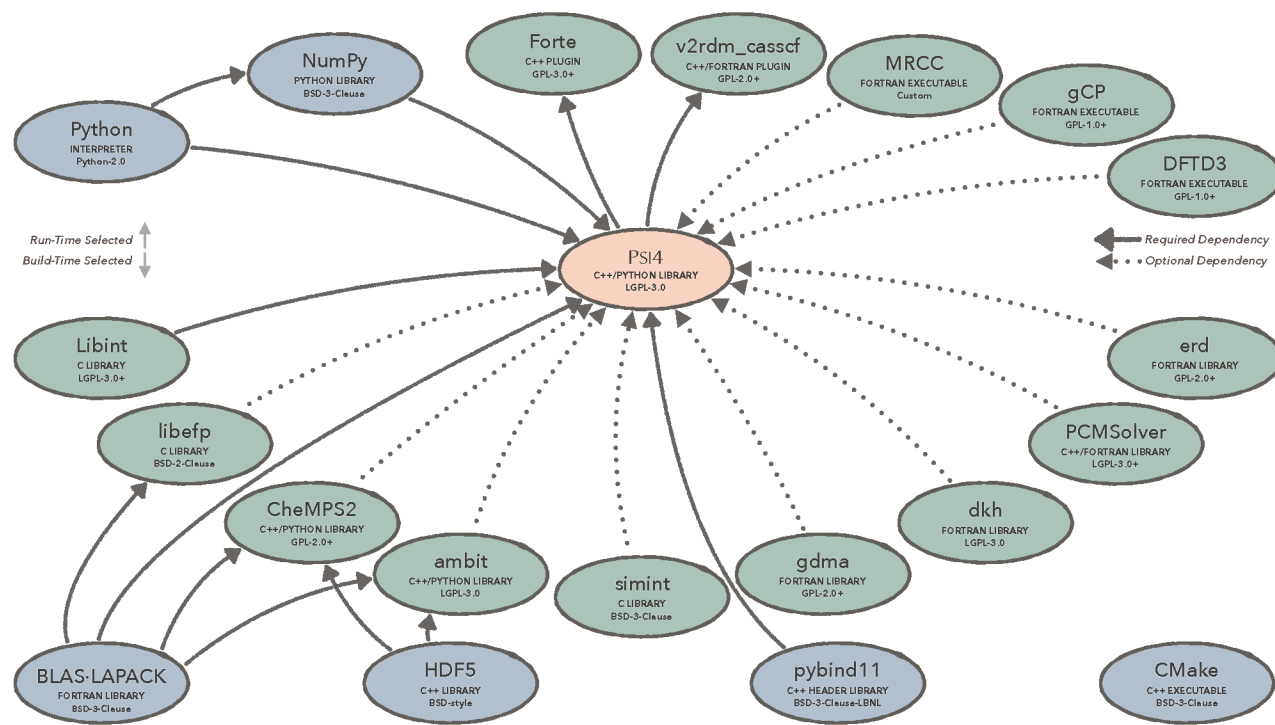 Forte
C++ PLUGIN
GPL-3.0+
v2rdm_casscf
C++/FORTRAN PLUGIN
GPL-2.0+
NumPy
PYTHON LIBRARY
BSD-3-Clause
MRCC
FORTRAN EXECUTABLE
Custom
gCP
FORTRAN EXECUTABLE
GPL-1.0+
Python
INTERPRETER
Python-2.0
DFTD3
FORTRAN EXECUTABLE
GPL-1.0+
Run-Time Selected
Build-Time Selected
Required Dependency
Optional Dependency
PSI4
C++/PYTHON LIBRARY
LGPL-3.0
Libint
C LIBRARY
LGPL-3.0+
erd
FORTRAN LIBRARY
GPL-2.0+
libefp
C LIBRARY
BSD-2-Clause
PCMSolver
C++/FORTRAN LIBRARY
LGPL-3.0+
CheMPS2
C++/PYTHON LIBRARY
GPL-2.0+
dkh
FORTRAN LIBRARY
LGPL-3.0
ambit
C++/PYTHON LIBRARY
LGPL-3.0
gdma
FORTRAN LIBRARY
GPL-2.0+
simint
C LIBRARY
BSD-3-Clause
BLAS·LAPACK
FORTRAN LIBRARY
BSD-3-Clause
HDF5
C++ LIBRARY
BSD-style
pybind11
C++ HEADER LIBRARY
BSD-3-Clause-LBNL
CMake
C++ EXECUTABLE
BSD-3-Clause